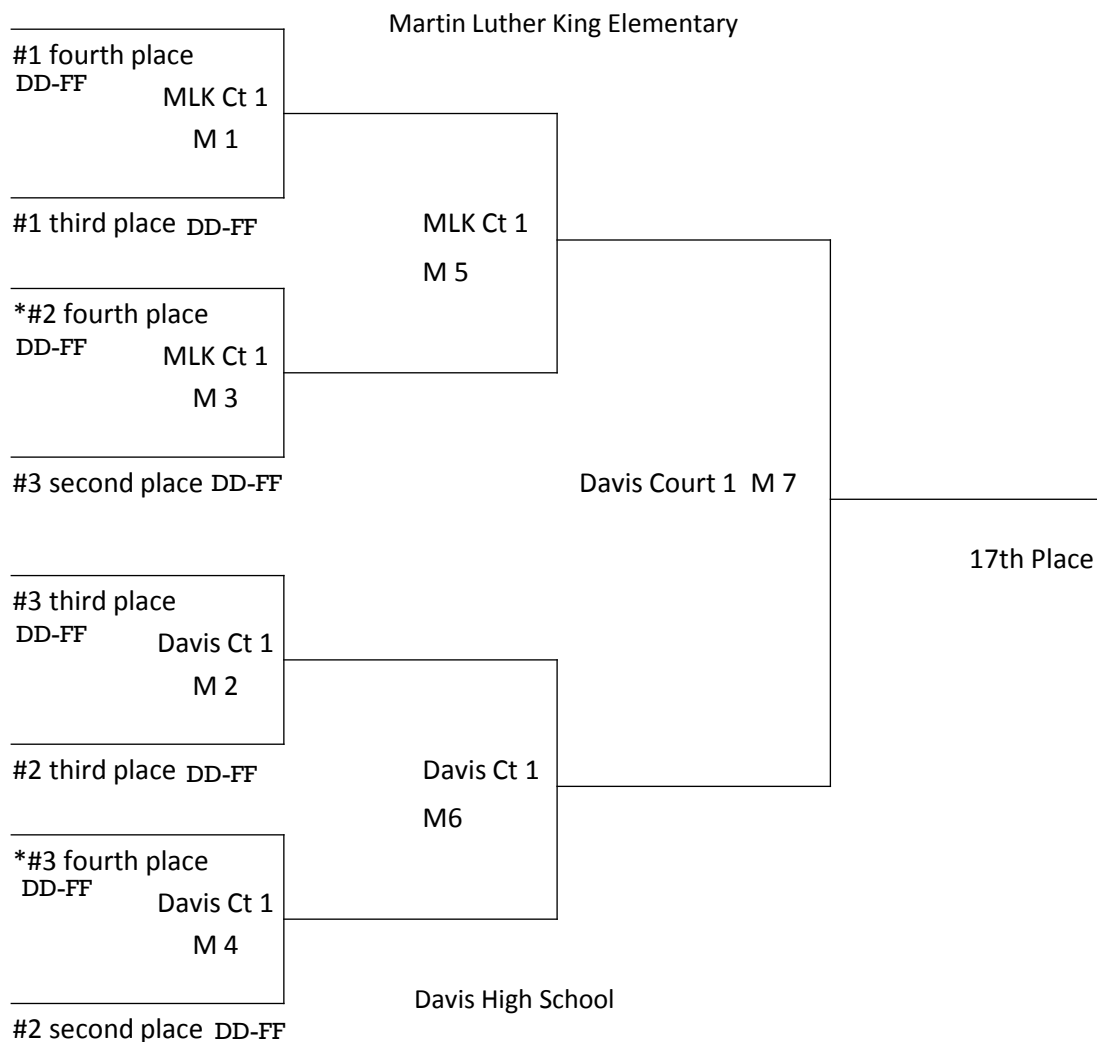 Martin Luther King Elementary
#1 fourth place
DD-FF
MLK Ct 1
M 1
#1 third place DD-FF
MLK Ct 1
M 5
*#2 fourth place
DD-FF
MLK Ct 1
M 3
#3 second place DD-FF
Davis Court 1 M 7
17th Place
#3 third place
DD-FF
Davis Ct 1
M 2
#2 third place DD-FF
Davis Ct 1
M6
*#3 fourth place
DD-FF
Davis Ct 1
M 4
Davis High School
#2 second place DD-FF